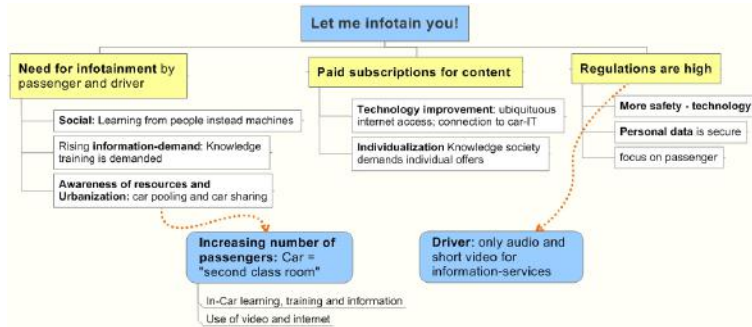 Let me infotain you!
Need for infotainment by
passenger and driver
Social: Learning from people instead machines
Rising information-demand: Knowledge
training is demanded
Awareness of resources and
Urbanization: car pooling and car sharing
Increasing number of
passengers: Car =
"second class room"
In-Car learning, training and information
Use of video and internet
Paid subscriptions for content
Technology improvement: ubiquituous
internet access; connection to car-IT
Individualization Knowledge society
demands individual offers
Regulations are high
More safety - technology
Personal data is secure
focus on passenger
Driver: only audio and
short video for
information-services